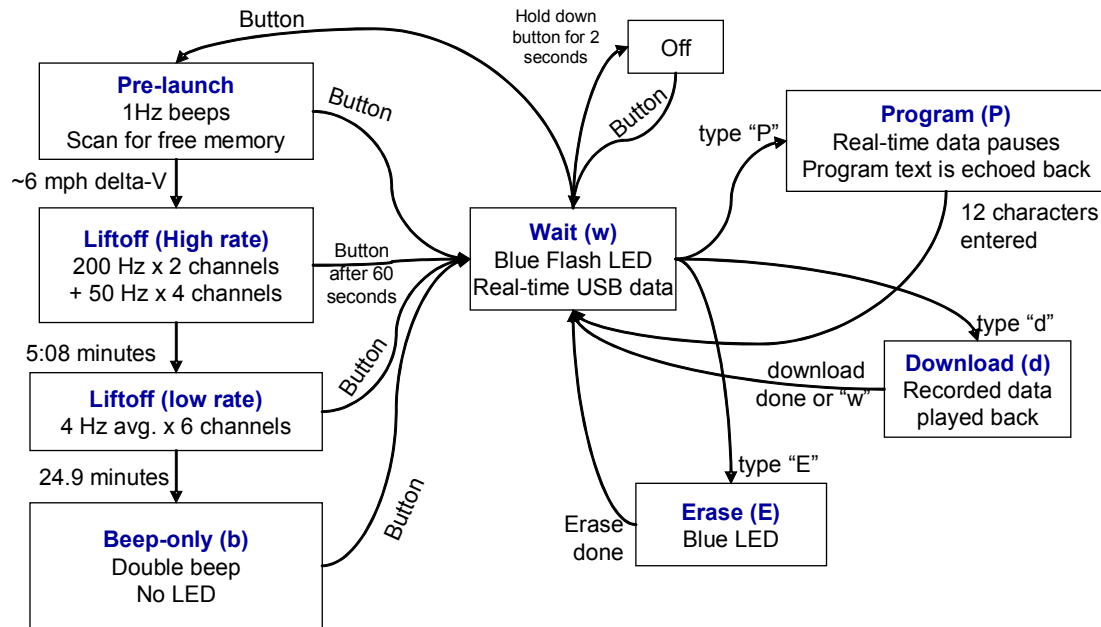 Button
Hold down
button for 2
seconds
Off
Button
Pre-launch
1Hz beeps
Scan for free memory
Button
type “P”
Program (P)
Real-time data pauses
Program text is echoed back
~6 mph delta-V
12 characters
entered
Liftoff (High rate)
200 Hz x 2 channels
+ 50 Hz x 4 channels
Button
after 60
seconds
Wait (w)
Blue Flash LED
Real-time USB data
5:08 minutes
Button
type “d”
Download (d)
Recorded data
played back
download
done or “w”
Liftoff (low rate)
4 Hz avg. x 6 channels
24.9 minutes
Button
type “E”
Erase (E)
Blue LED
Erase
done
Beep-only (b)
Double beep
No LED